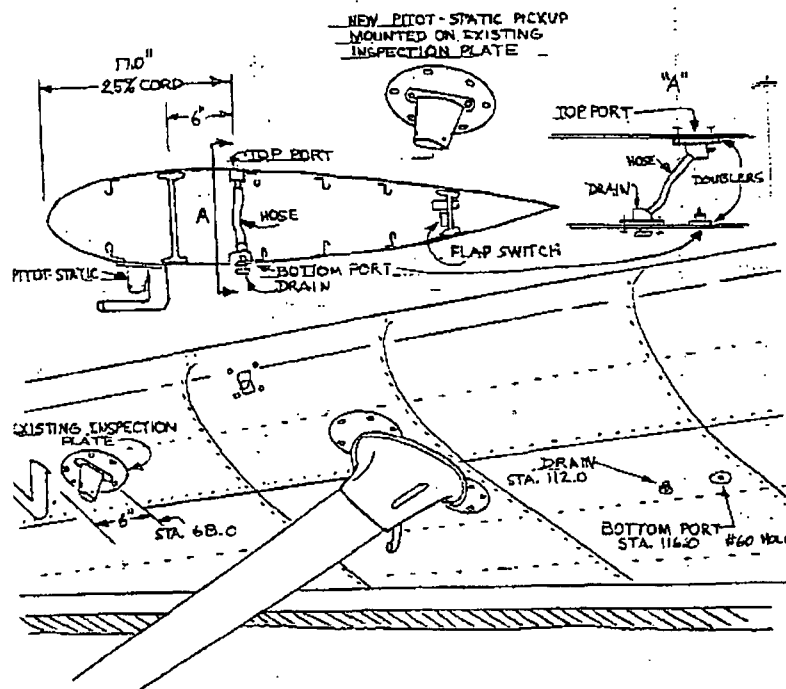 NEW PITOT-STATIC PICKUP
MOUNTED ON EXISTING
INSPECTION PLATE
17.0"
25% CORD
6"
"A"
TOP PORT
TOP PORT
HOSE
DOUBLERS
DRAIN
A
HOSE
FLAP SWITCH
PITOT-STATIC
BOTTOM PORT
DRAIN
EXISTING INSPECTION
PLATE
6"
STA. 68.0
DRAIN
STA. 112.0
BOTTOM PORT
STA. 116.0
#60 HOL